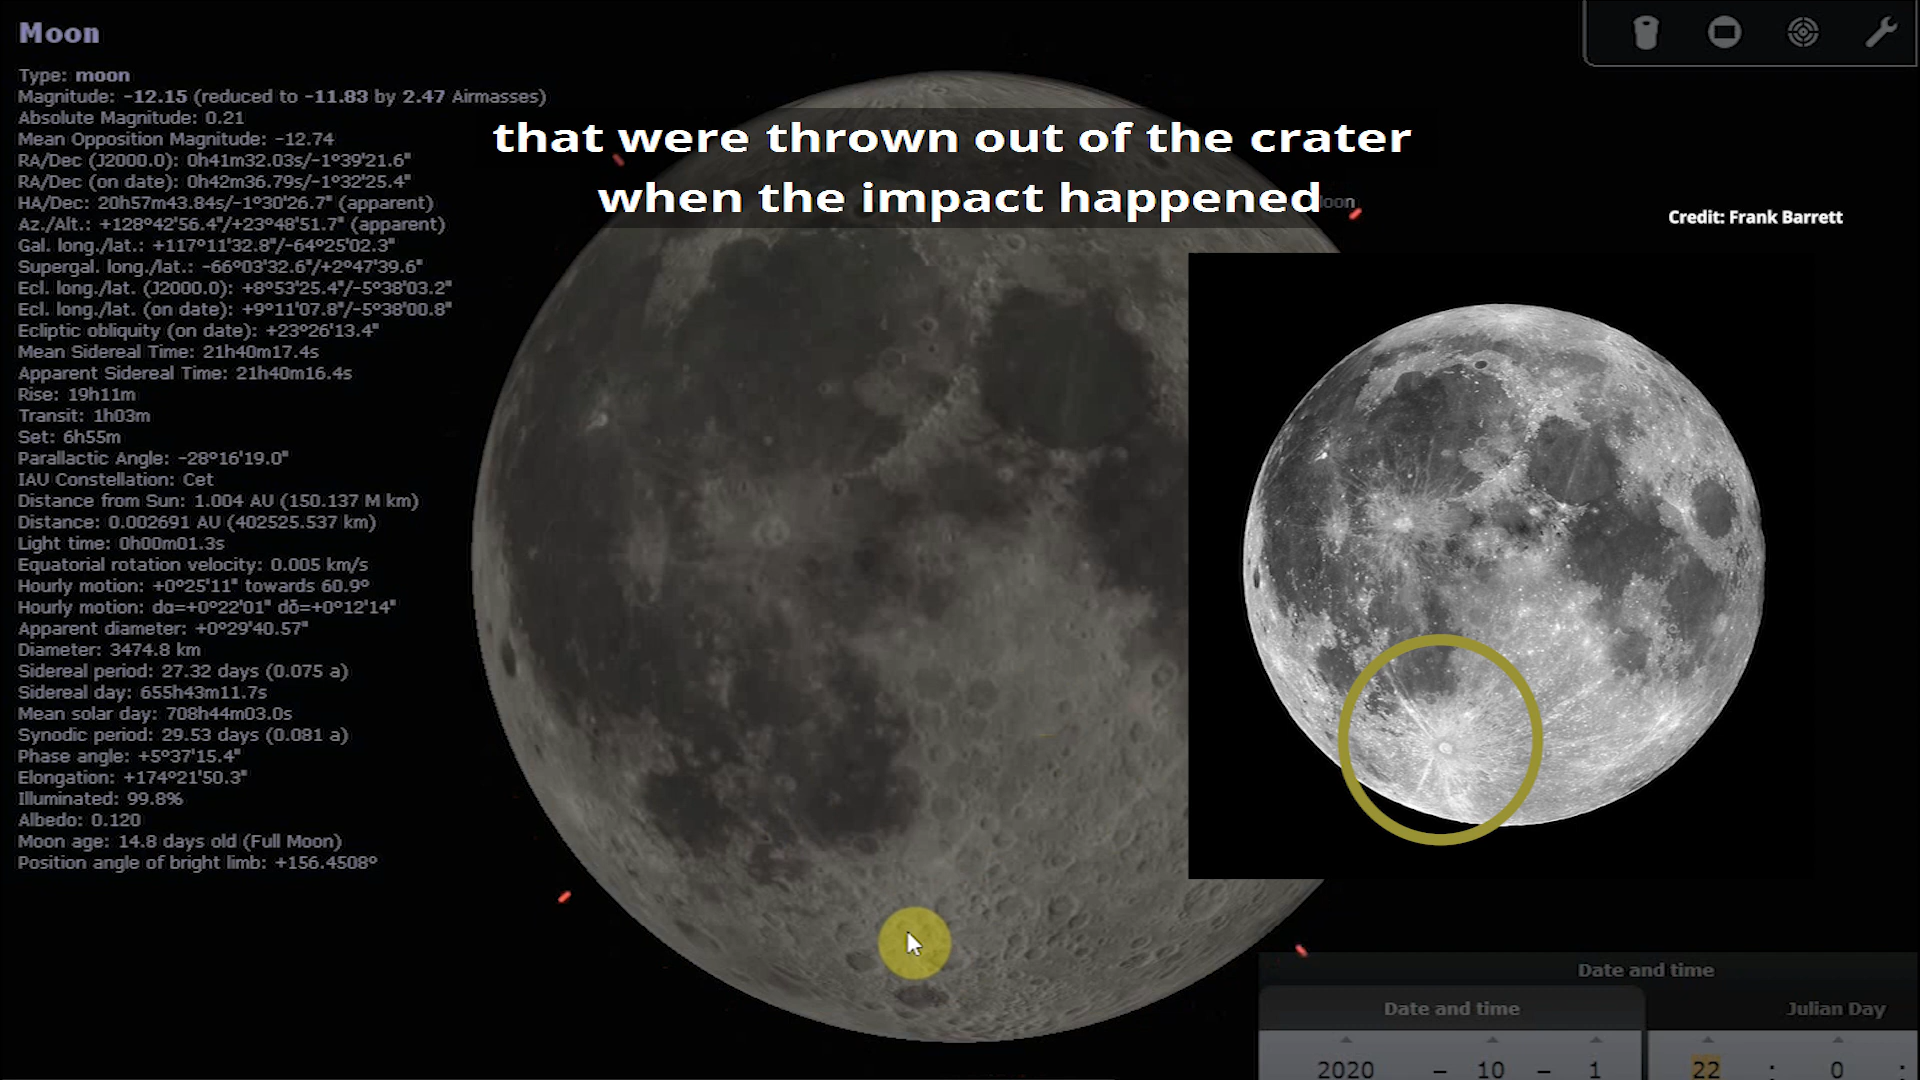 Moon
Type: moon
Magnitude: -12.15 (reduced to -11.83 by 2.47 Airmasses)
Absolute Magnitude: 0.21
Mean Opposition Magnitude: -12.74
RA/Dec (J2000.0): 0h41m32.03s/-1°39'21.6"
RA/Dec (on date): 0h42m36.79s/-1°32'25.4"
HA/Dec: 20h57m43.84s/-1°30'26.7" (apparent)
Az./Alt.: +128°42'56.4"/+23°48'51.7" (apparent)
Gal. long./lat.: +117°11'32.8"/-64°25'02.3"
Supergal. long./lat.: -66°03'32.6"/+2°47'39.6"
Ecl. long./lat. (J2000.0): +8°53'25.4"/-5°38'03.2"
Ecl. long./lat. (on date): +9°11'07.8"/-5°38'00.8"
Ecliptic obliquity (on date): +23°26'13.4"
Mean Sidereal Time: 21h40m17.4s
Apparent Sidereal Time: 21h40m16.4s
Rise: 19h11m
Transit: 1h03m
Set: 6h55m
Parallactic Angle: -28°16'19.0"
IAU Constellation: Cet
Distance from Sun: 1.004 AU (150.137 M km)
Distance: 0.002691 AU (402525.537 km)
Light time: 0h00m01.3s
Equatorial rotation velocity: 0.005 km/s
Hourly motion: +0°25'11" towards 60.9°
Hourly motion: dα=+0°22'01" dδ=+0°12'14"
Apparent diameter: +0°29'40.57"
Diameter: 3474.8 km
Sidereal period: 27.32 days (0.075 a)
Sidereal day: 655h43m11.7s
Mean solar day: 708h44m03.0s
Synodic period: 29.53 days (0.081 a)
Phase angle: +5°37'15.4"
Elongation: +174°21'50.3"
Illuminated: 99.8%
Albedo: 0.120
Moon age: 14.8 days old (Full Moon)
Position angle of bright limb: +156.4508°
that were thrown out of the crater
when the impact happened
Credit: Frank Barrett
Date and time
Date and time
Julian Day
2020 - 10 - 1
22 : 0 :